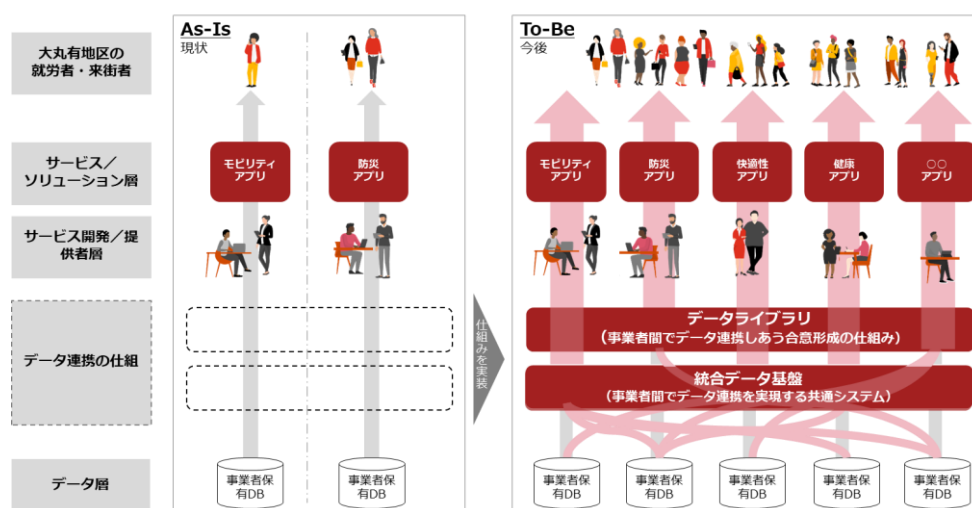 As-Is
現状
To-Be
今後
大丸有地区の
就労者・来街者
サービス／
ソリューション層
モビリティ
アプリ
防災
アプリ
モビリティ
アプリ
防災
アプリ
快適性
アプリ
健康
アプリ
○○
アプリ
サービス開発／提
供者層
データ連携の仕組
仕組みを実装
データライブラリ
（事業者間でデータ連携しあう合意形成の仕組み）
統合データ基盤
（事業者間でデータ連携を実現する共通システム）
データ層
事業者保
有DB
事業者保
有DB
事業者保
有DB
事業者保
有DB
事業者保
有DB
事業者保
有DB
事業者保
有DB